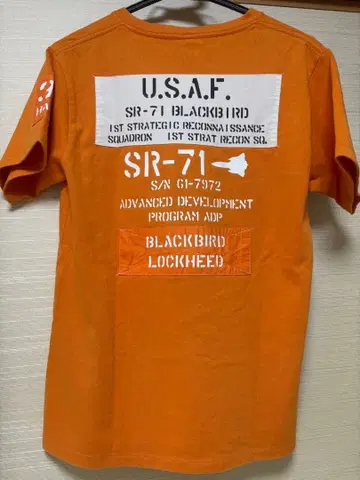 U.S.A.F.
SR-71 BLACKBIRD
1ST STRATEGIC RECONNAISSANCE
SQUADRON 1ST STRAT RECON SQ.
SR-71
S/N 61-7972
ADVANCED DEVELOPMENT
PROGRAM ADP
BLACKBIRD
LOCKHEED